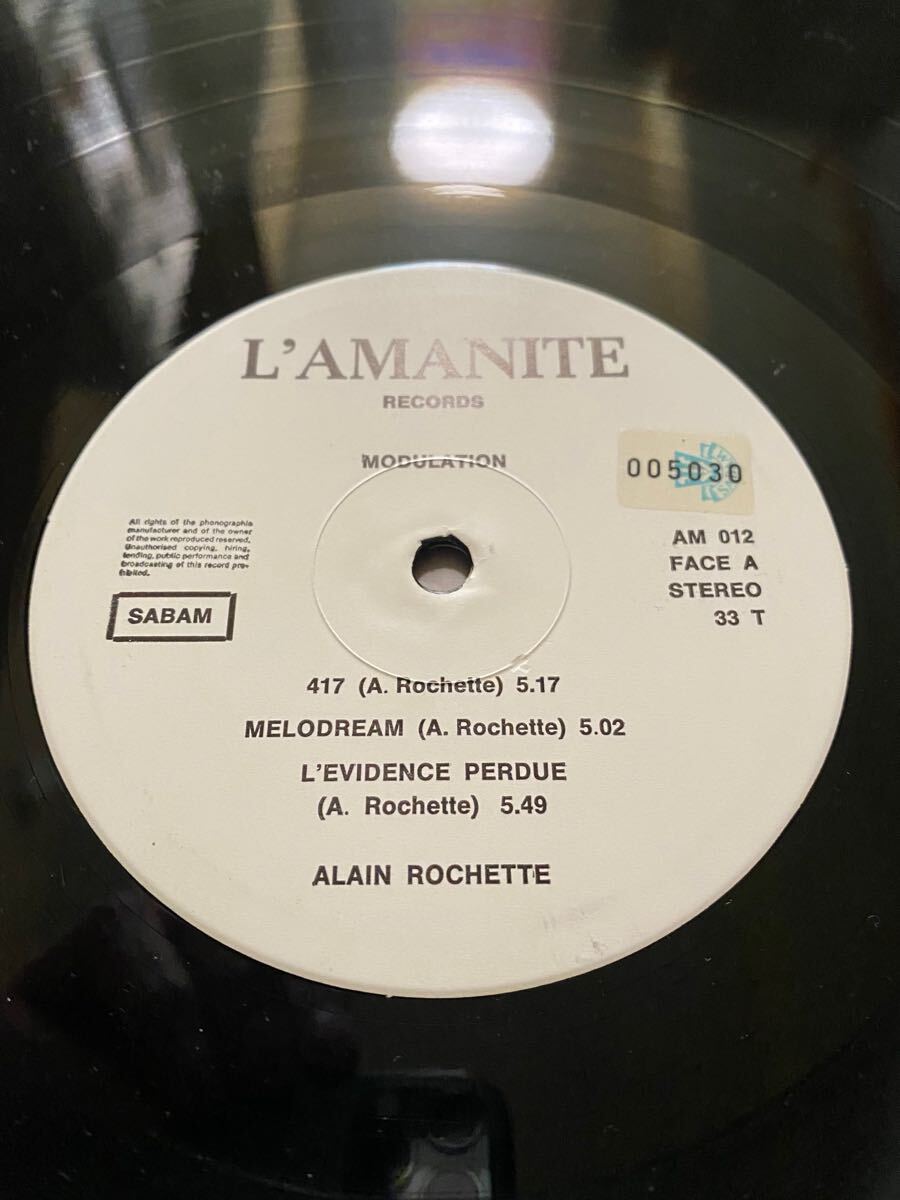 L'AMANITE
RECORDS
MODULATION
005030
All rights of the phonographic
manufacturer and of the owner
of the work reproduced reserved.
Unauthorised copying, hiring,
lending, public performance and
broadcasting of this record pro-
hibited.
SABAM
AM 012
FACE A
STEREO
33 T
417 (A. Rochette) 5.17
MELODREAM (A. Rochette) 5.02
L'EVIDENCE PERDUE
(A. Rochette) 5.49
ALAIN ROCHETTE